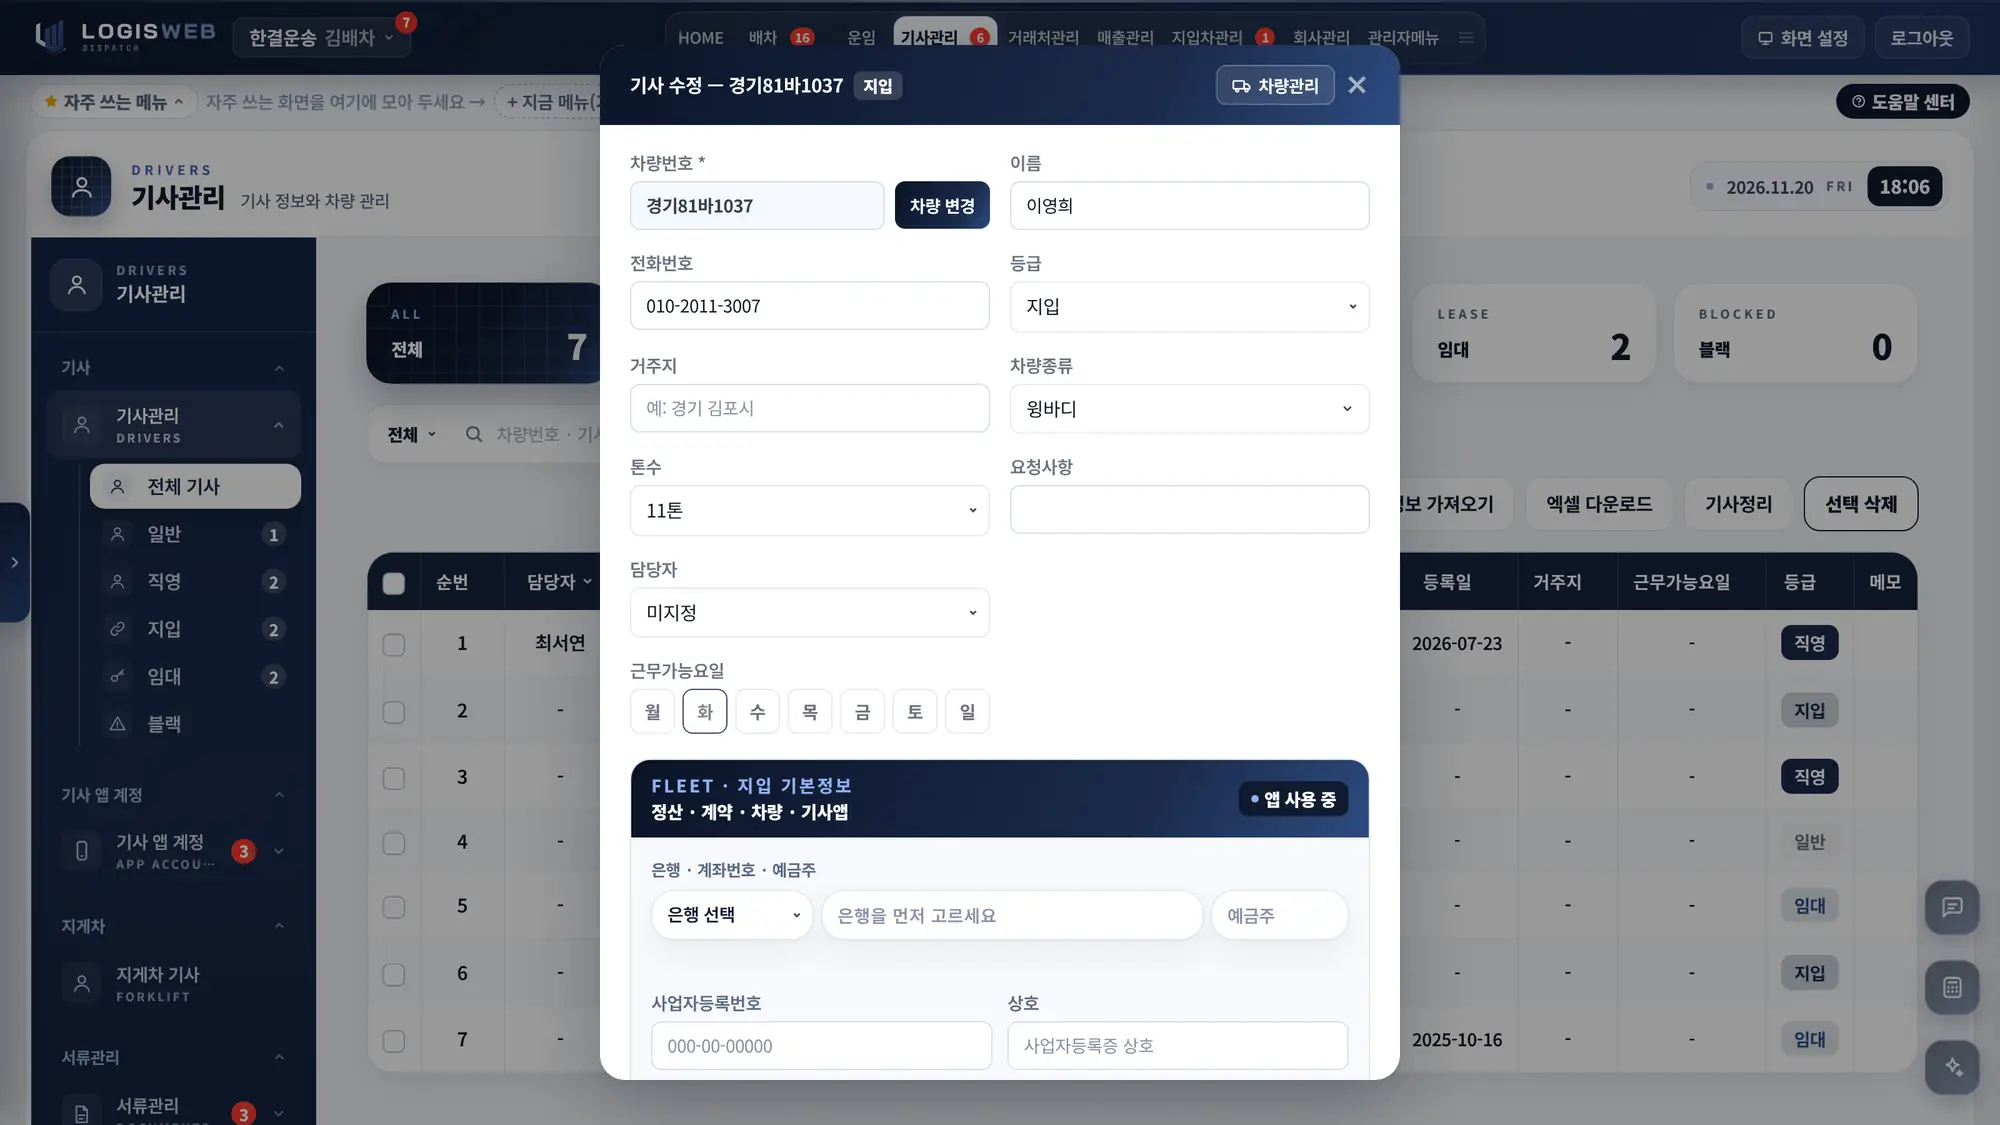 LOGISWEB
DISPATCH
한결운송 김배차
7
HOME
배차 16
운임
기사관리 6
거래처관리
매출관리
지입차관리 1
회사관리
관리자메뉴
화면 설정
로그아웃
자주 쓰는 메뉴
자주 쓰는 화면을 여기에 모아 두세요 →
+ 지금 메뉴(
도움말 센터
DRIVERS
기사관리 기사 정보와 차량 관리
2026.11.20 FRI 18:06
DRIVERS
기사관리
기사
기사관리
DRIVERS
전체 기사
일반 1
직영 2
지입 2
임대 2
블랙
기사 앱 계정
기사 앱 계정
APP ACCOU···
3
지게차
지게차 기사
FORKLIFT
서류관리
서류관리
3
ALL
전체 7
LEASE
임대 2
BLOCKED
블랙 0
전체
차량번호 · 기사
보 가져오기
엑셀 다운로드
기사정리
선택 삭제
순번 담당자 등록일 거주지 근무가능요일 등급 메모
1 최서연 2026-07-23 - - 직영
2 - - - - 지입
3 - - - - 직영
4 - - - - 일반
5 - - - - 임대
6 - - - - 지입
7 - 2025-10-16 - - 임대
기사 수정 — 경기81바1037 지입
차량관리
차량번호 *
경기81바1037
차량 변경
이름
이영희
전화번호
010-2011-3007
등급
지입
거주지
예: 경기 김포시
차량종류
윙바디
톤수
11톤
요청사항
담당자
미지정
근무가능요일
월 화 수 목 금 토 일
FLEET · 지입 기본정보
정산 · 계약 · 차량 · 기사앱
앱 사용 중
은행 · 계좌번호 · 예금주
은행 선택
은행을 먼저 고르세요
예금주
사업자등록번호
000-00-00000
상호
사업자등록증 상호